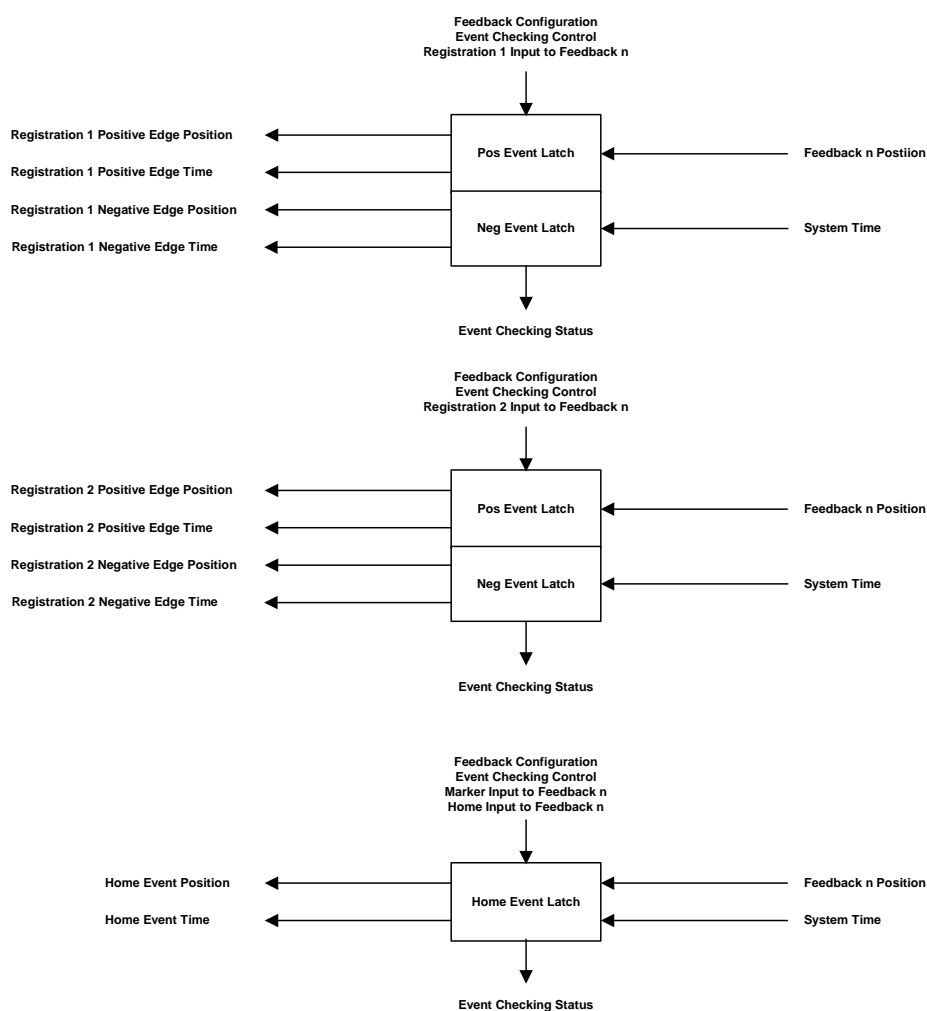 Feedback Configuration
Event Checking Control
Registration 1 Input to Feedback n
Registration 1 Positive Edge Position
Pos Event Latch
Feedback n Postiion
Registration 1 Positive Edge Time
Registration 1 Negative Edge Position
Neg Event Latch
System Time
Registration 1 Negative Edge Time
Event Checking Status
Feedback Configuration
Event Checking Control
Registration 2 Input to Feedback n
Registration 2 Positive Edge Position
Pos Event Latch
Feedback n Position
Registration 2 Positive Edge Time
Registration 2 Negative Edge Position
Neg Event Latch
System Time
Registration 2 Negative Edge Time
Event Checking Status
Feedback Configuration
Event Checking Control
Marker Input to Feedback n
Home Input to Feedback n
Home Event Position
Home Event Latch
Feedback n Position
Home Event Time
System Time
Event Checking Status